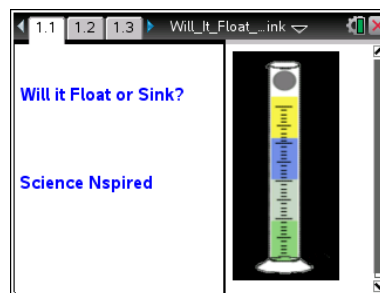 1.1 1.2 1.3 Will_It_Float_...ink
Will it Float or Sink?
Science Nspired